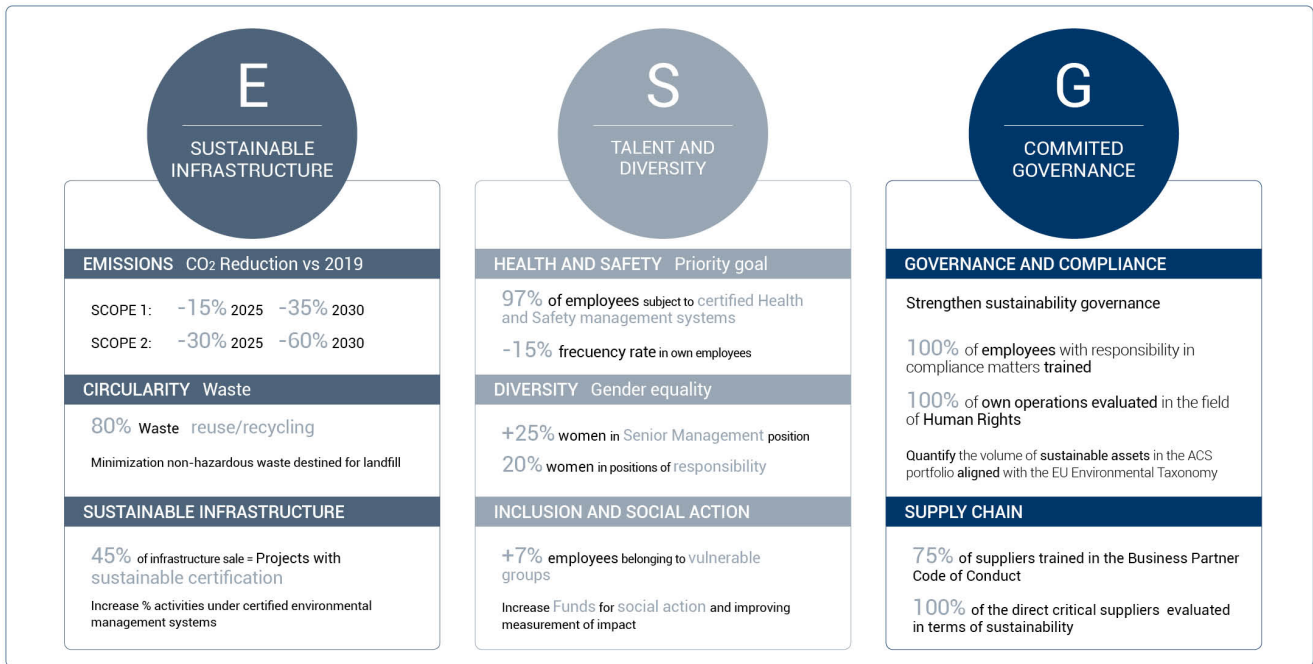 E
SUSTAINABLE
INFRASTRUCTURE
EMISSIONS CO2 Reduction vs 2019
SCOPE 1: -15% 2025 -35% 2030
SCOPE 2: -30% 2025 -60% 2030
CIRCULARITY Waste
80% Waste reuse/recycling
Minimization non-hazardous waste destined for landfill
SUSTAINABLE INFRASTRUCTURE
45% of infrastructure sale = Projects with
sustainable certification
Increase % activities under certified environmental
management systems
S
TALENT AND
DIVERSITY
HEALTH AND SAFETY Priority goal
97% of employees subject to certified Health
and Safety management systems
-15% frecuency rate in own employees
DIVERSITY Gender equality
+25% women in Senior Management position
20% women in positions of responsibility
INCLUSION AND SOCIAL ACTION
+7% employees belonging to vulnerable
groups
Increase Funds for social action and improving
measurement of impact
G
COMMITED
GOVERNANCE
GOVERNANCE AND COMPLIANCE
Strengthen sustainability governance
100% of employees with responsibility in
compliance matters trained
100% of own operations evaluated in the field
of Human Rights
Quantify the volume of sustainable assets in the ACS
portfolio aligned with the EU Environmental Taxonomy
SUPPLY CHAIN
75% of suppliers trained in the Business Partner
Code of Conduct
100% of the direct critical suppliers evaluated
in terms of sustainability